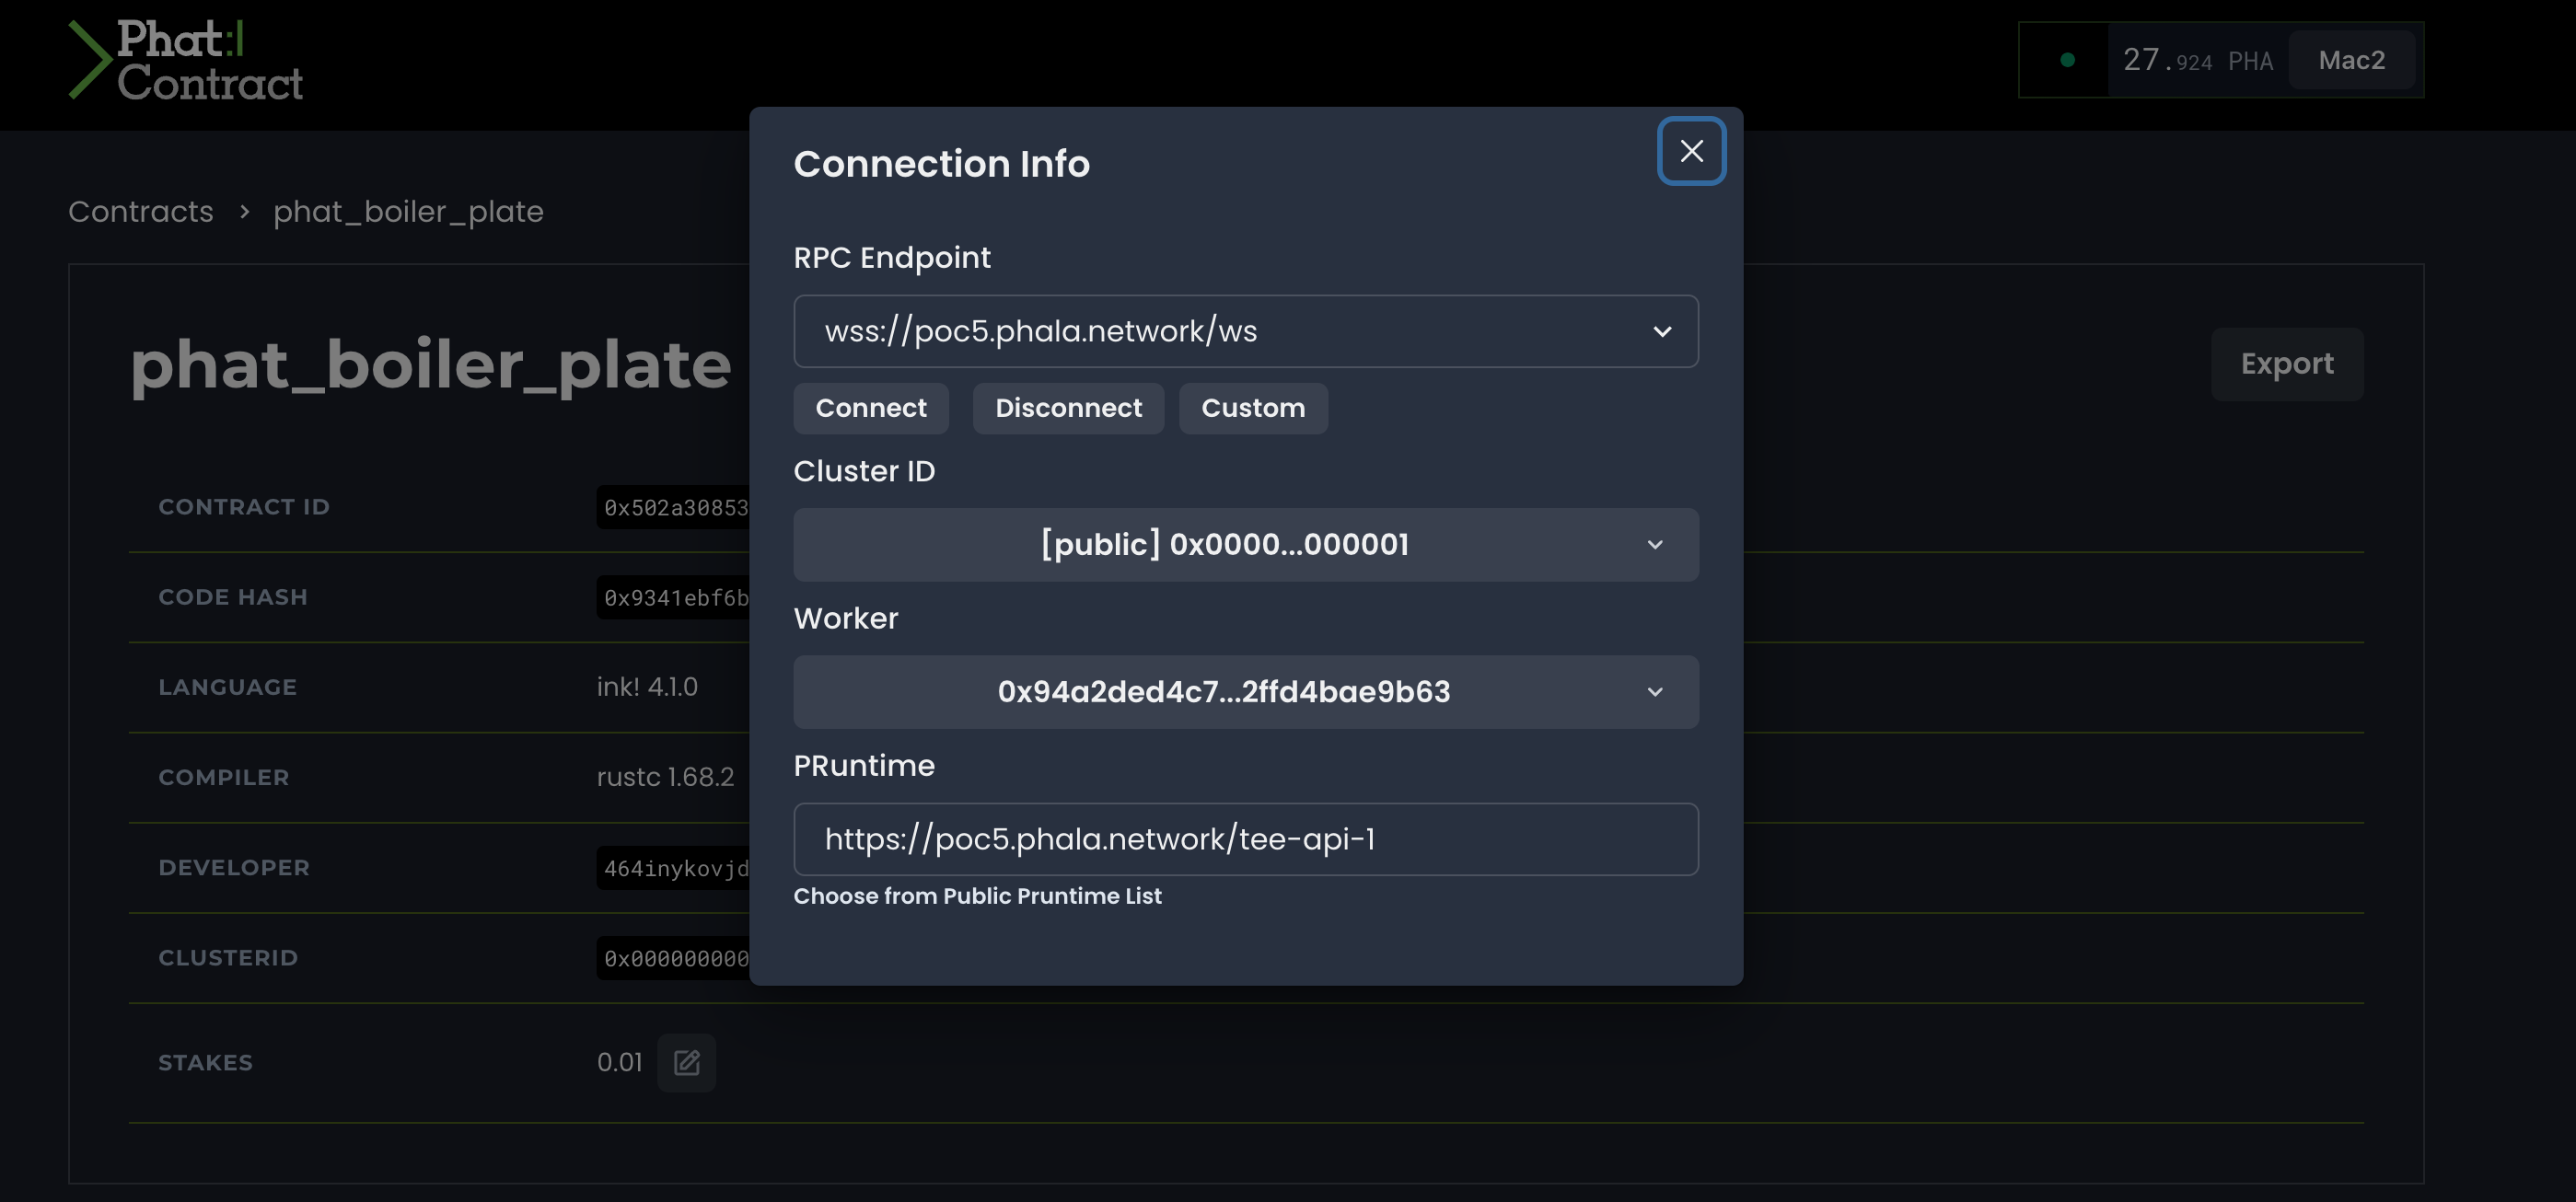 Phat:|
Contract
27.924 PHA
Mac2
Contracts > phat_boiler_plate
phat_boiler_plate
Export
CONTRACT ID
0x502a30853
CODE HASH
0x9341ebf6b
LANGUAGE
ink! 4.1.0
COMPILER
rustc 1.68.2
DEVELOPER
464inykovjd
CLUSTERID
0x000000000
STAKES
0.01
Connection Info
RPC Endpoint
wss://poc5.phala.network/ws
Connect
Disconnect
Custom
Cluster ID
[public] 0x0000...000001
Worker
0x94a2ded4c7...2ffd4bae9b63
PRuntime
https://poc5.phala.network/tee-api-1
Choose from Public Pruntime List